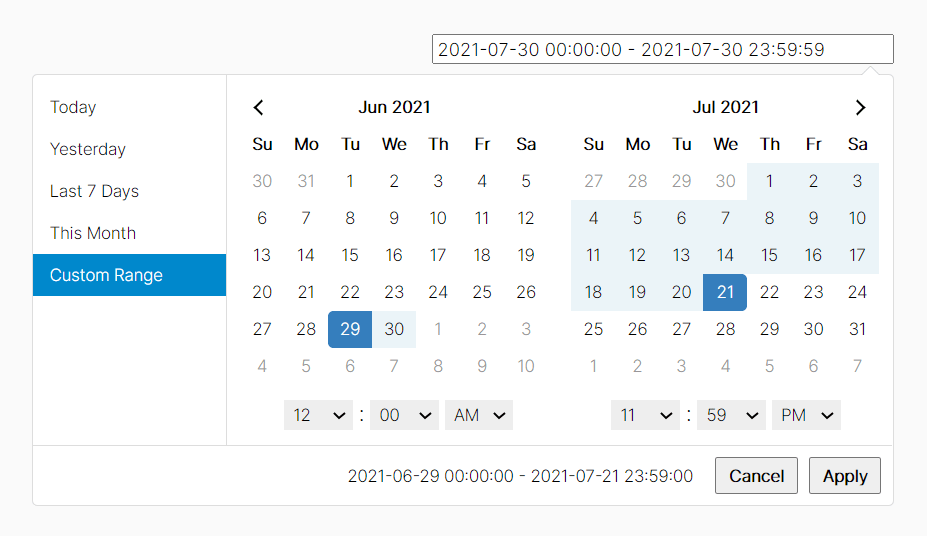 2021-07-30 00:00:00 - 2021-07-30 23:59:59
Today
Yesterday
Last 7 Days
This Month
Custom Range
Jun 2021
Su Mo Tu We Th Fr Sa
30 31 1 2 3 4 5
6 7 8 9 10 11 12
13 14 15 16 17 18 19
20 21 22 23 24 25 26
27 28 29 30 1 2 3
4 5 6 7 8 9 10
12 : 00 AM
Jul 2021
Su Mo Tu We Th Fr Sa
27 28 29 30 1 2 3
4 5 6 7 8 9 10
11 12 13 14 15 16 17
18 19 20 21 22 23 24
25 26 27 28 29 30 31
1 2 3 4 5 6 7
11 : 59 PM
2021-06-29 00:00:00 - 2021-07-21 23:59:00 Cancel Apply